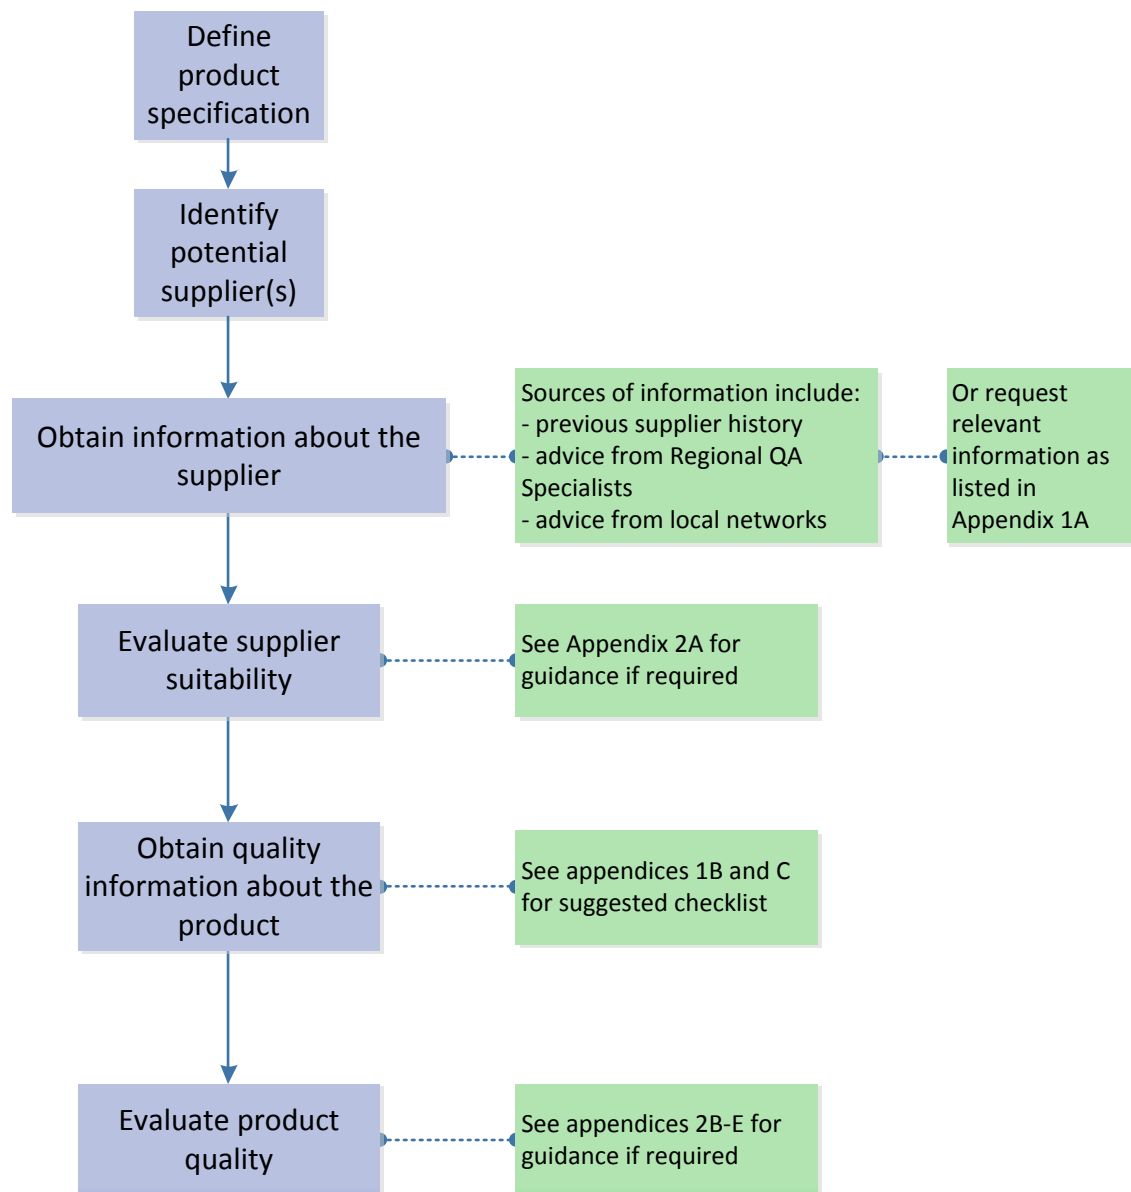 Define
product
specification
Identify
potential
supplier(s)
Obtain information about the
supplier
Sources of information include:
- previous supplier history
- advice from Regional QA
Specialists
- advice from local networks
Or request
relevant
information as
listed in
Appendix 1A
Evaluate supplier
suitability
See Appendix 2A for
guidance if required
Obtain quality
information about the
product
See appendices 1B and C
for suggested checklist
Evaluate product
quality
See appendices 2B-E for
guidance if required